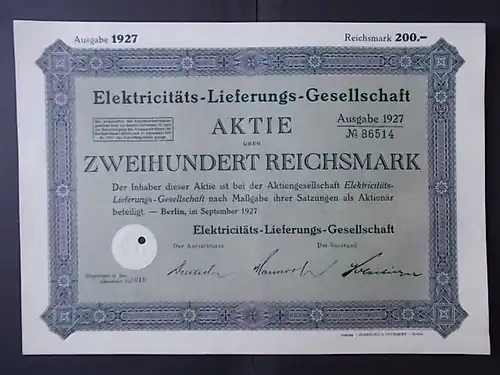 Ausgabe 1927
Reichsmark 200.—
Elektricitäts-Lieferungs-Gesellschaft
AKTIE
Ausgabe 1927
№ 86514
ÜBER
ZWEIHUNDERT REICHSMARK
Der Inhaber dieser Aktie ist bei der Aktiengesellschaft Elektricitäts-
Lieferungs-Gesellschaft nach Maßgabe ihrer Satzungen als Aktionär
beteiligt. — Berlin, im September 1927
Elektricitäts-Lieferungs-Gesellschaft
Der Aufsichtsrat
Der Vorstand